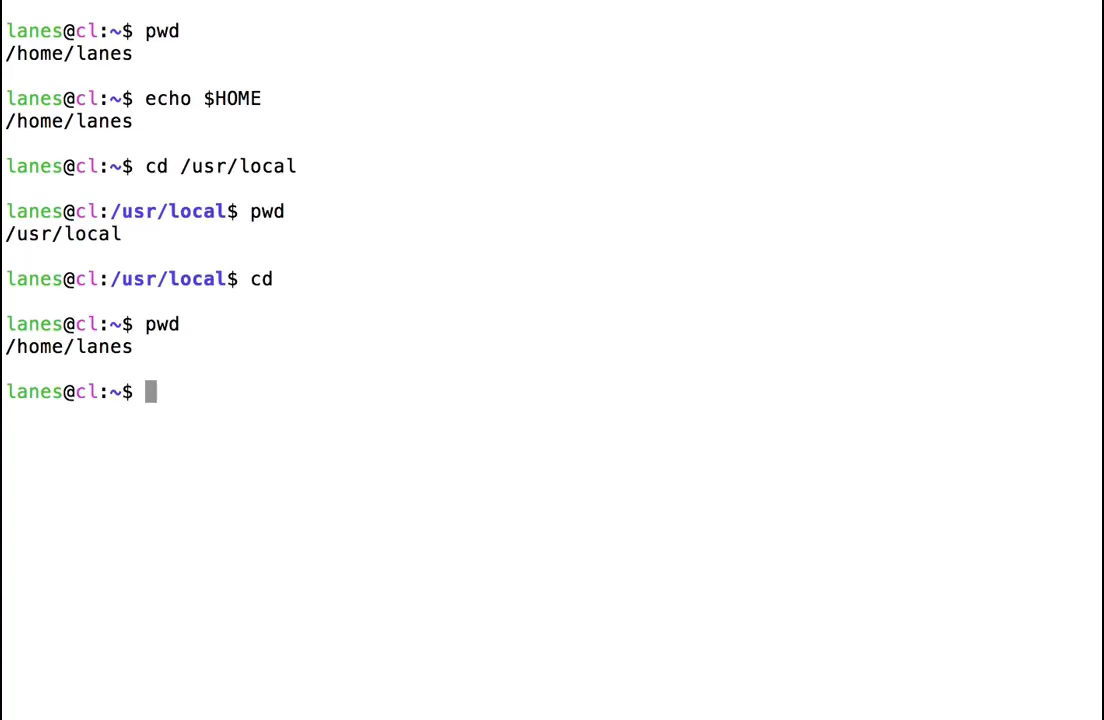 lanes@cl:~$ pwd
/home/lanes
lanes@cl:~$ echo $HOME
/home/lanes
lanes@cl:~$ cd /usr/local
lanes@cl:/usr/local$ pwd
/usr/local
lanes@cl:/usr/local$ cd
lanes@cl:~$ pwd
/home/lanes
lanes@cl:~$